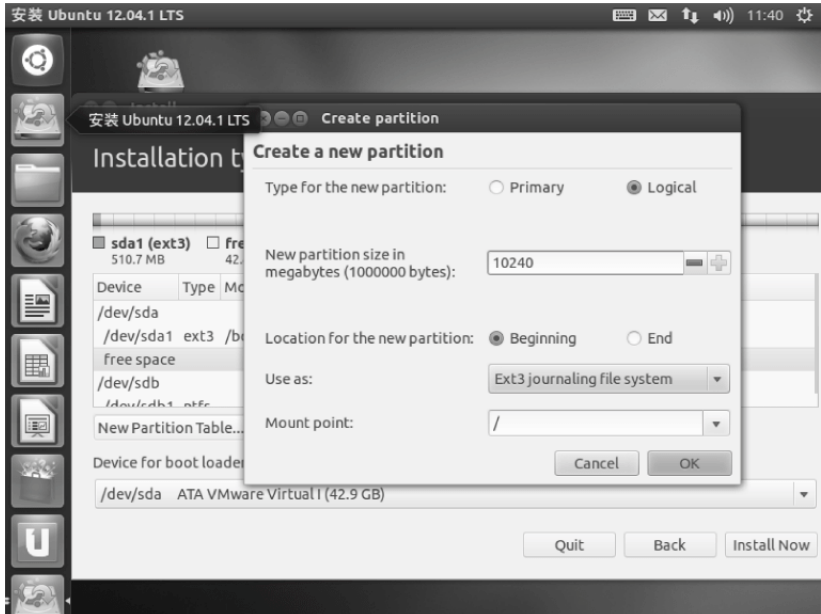 安装 Ubuntu 12.04.1 LTS
11:40
安装 Ubuntu 12.04.1 LTS
Create partition
Installation t
Create a new partition
Type for the new partition:
Primary
Logical
sda1 (ext3)
510.7 MB
fre
42.
New partition size in
megabytes (1000000 bytes):
10240
Device
Type
Mo
/dev/sda
/dev/sda1 ext3 /b
free space
/dev/sdb
/dev/sdb1 ntfs
Location for the new partition:
Beginning
End
Use as:
Ext3 journaling file system
Mount point:
/
New Partition Table...
Cancel
OK
Device for boot loader
/dev/sda ATA VMware Virtual I (42.9 GB)
Quit
Back
Install Now